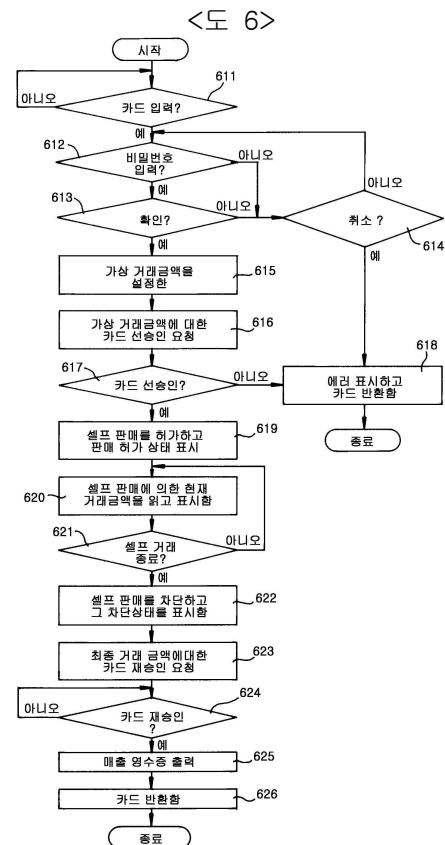 <도 6>
시작
611
카드 입력?
아니오
예
612
비밀번호
입력?
아니오
예
613
확인?
예
취소 ?
614
아니오
예
가상 거래금액을
설정한
615
가상 거래금액에 대한
카드 선승인 요청
616
617
카드 선승인?
아니오
예
618
에러 표시하고
카드 반환함
종료
셀프 판매를 허가하고
판매 허가 상태 표시
619
620
셀프 판매에 의한 현재
거래금액을 읽고 표시함
621
셀프 거래
종료?
아니오
예
셀프 판매를 차단하고
그 차단상태를 표시함
622
최종 거래 금액에대한
카드 재승인 요청
623
624
카드 재승인
?
아니오
예
매출 영수증 출력
625
카드 반환함
626
종료